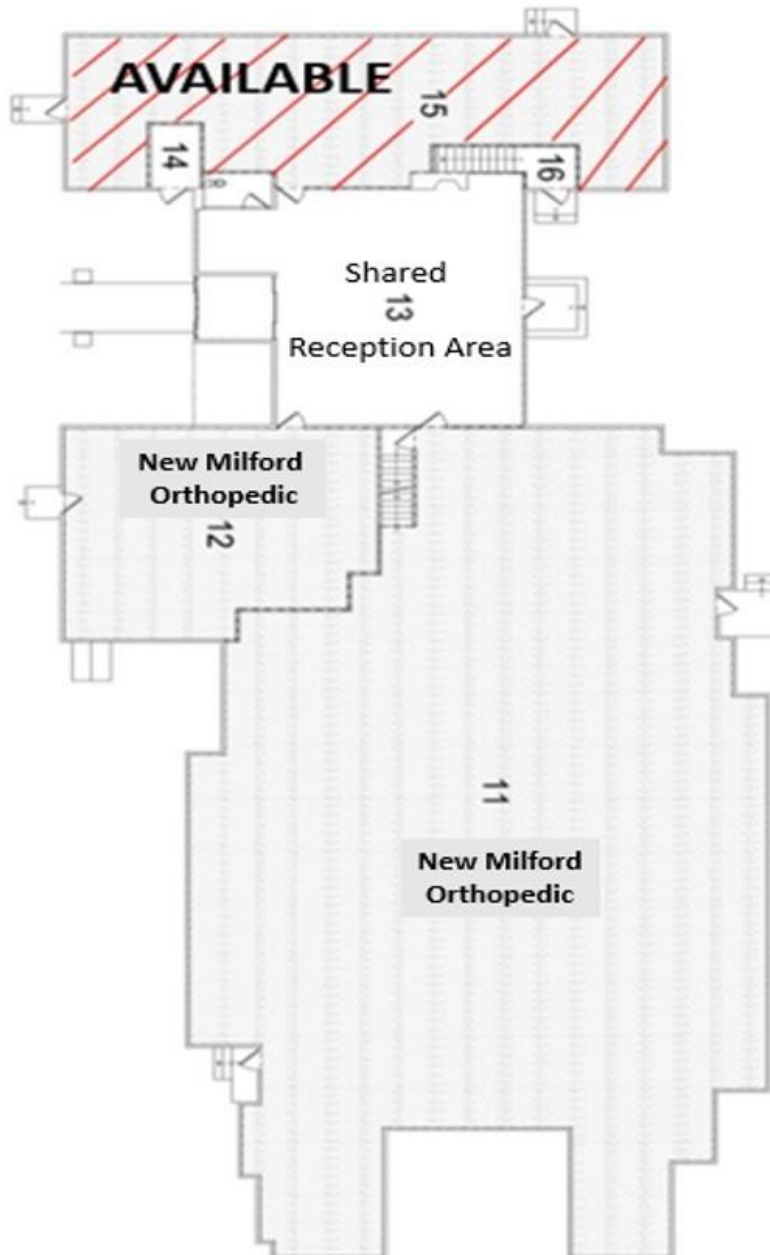 AVAILABLE
15
14
16
Shared
13
Reception Area
New Milford
Orthopedic
12
11
New Milford
Orthopedic